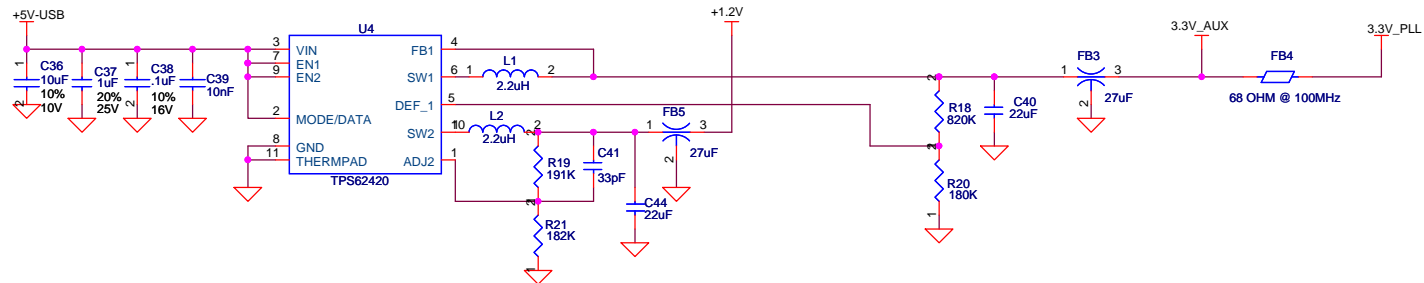 +5V-USB
+1.2V
3.3V_AUX
3.3V_PLL
U4
3
VIN
7
EN1
9
EN2
2
MODE/DATA
8
GND
11
THERMPAD
FB1
4
SW1
6
DEF_1
5
SW2
10
ADJ2
1
TPS62420
1
C36
10uF
10%
10V
2
C37
1uF
20%
25V
1
C38
.1uF
10%
16V
2
C39
10nF
L1
1
2
2.2uH
L2
1
2
2.2uH
2
R19
191K
C41
33pF
R21
182K
1
C44
22uF
FB5
1
3
2
27uF
2
R18
820K
R20
180K
1
C40
22uF
FB3
1
3
2
27uF
FB4
68 OHM @ 100MHz